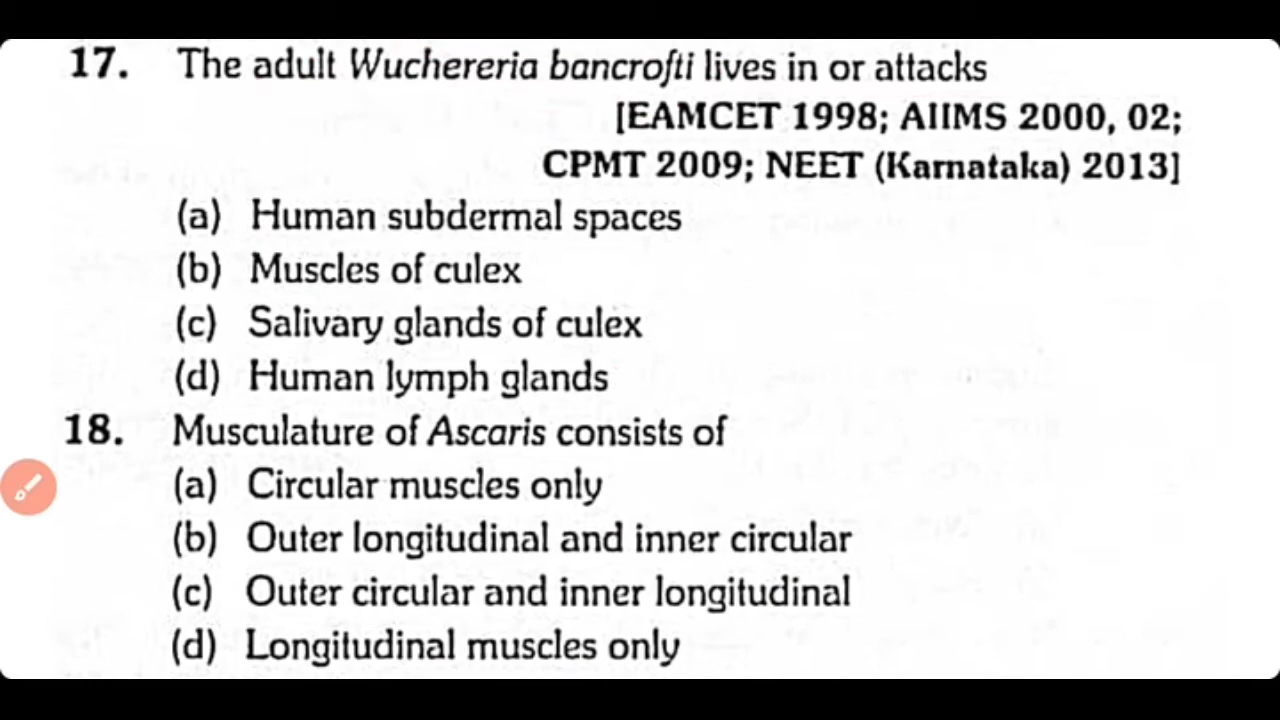 17. The adult Wuchereria bancrofti lives in or attacks
[EAMCET 1998; AIIMS 2000, 02;
CPMT 2009; NEET (Karnataka) 2013]
(a) Human subdermal spaces
(b) Muscles of culex
(c) Salivary glands of culex
(d) Human lymph glands
18. Musculature of Ascaris consists of
(a) Circular muscles only
(b) Outer longitudinal and inner circular
(c) Outer circular and inner longitudinal
(d) Longitudinal muscles only